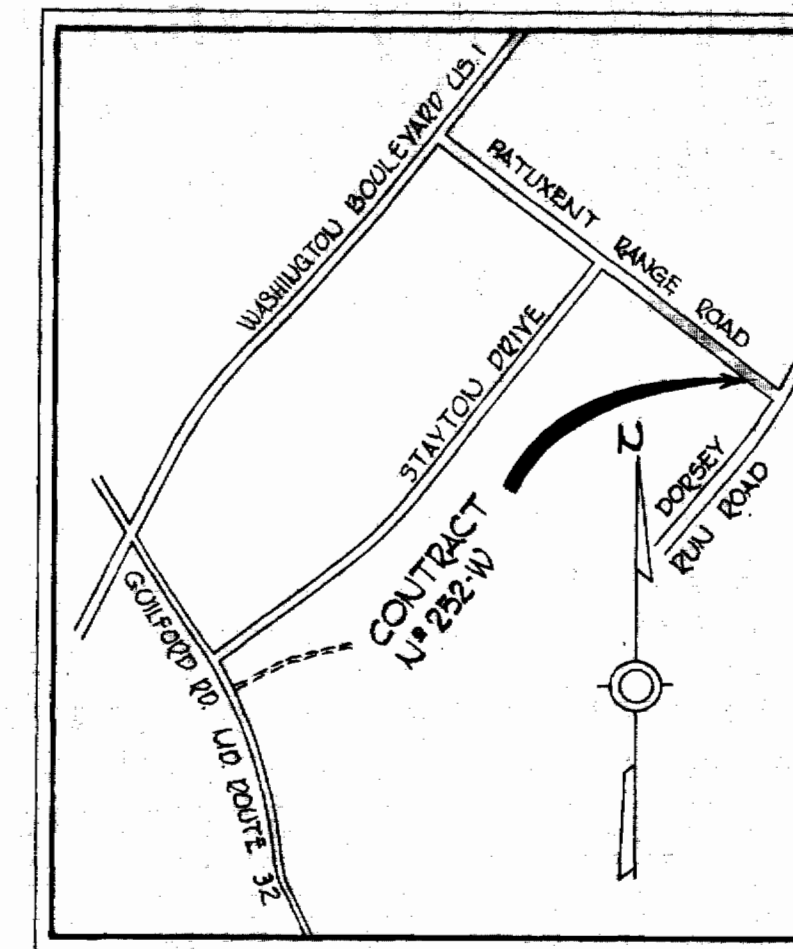 WASHINGTON BOULEVARD U.S. 1
PATUXENT RANGE ROAD
STAYTON DRIVE
N
DORSEY
RUN ROAD
CONTRACT
Nº 252-W
GUILFORD RD. MD. ROUTE 32